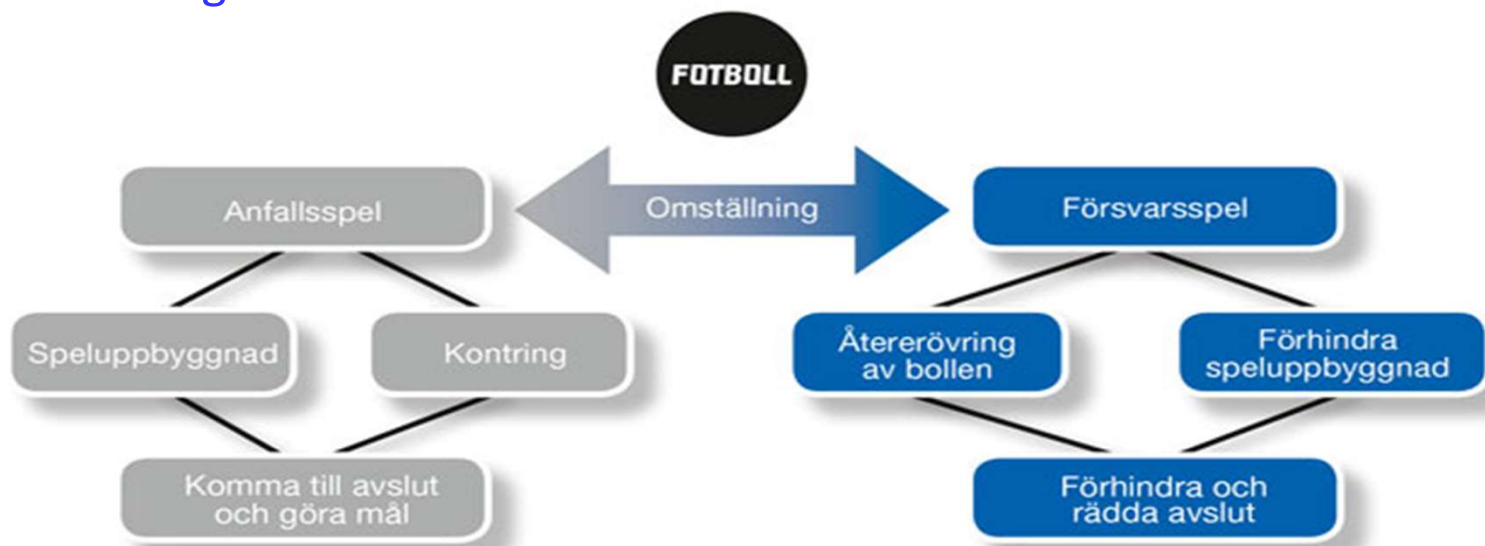 FOTBOLL
Anfallsspel
Omställning
Försvarsspel
Speluppbyggnad
Kontring
Återerövring
av bollen
Förhindra
speluppbyggnad
Komma till avslut
och göra mål
Förhindra och
rädda avslut